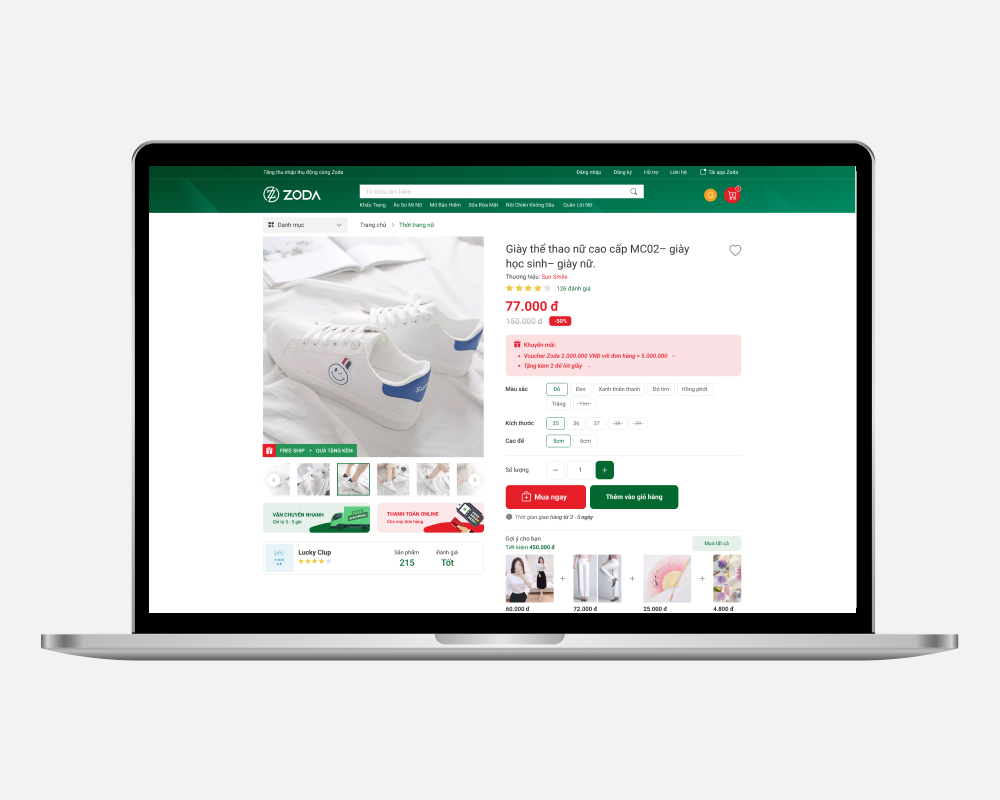 Tăng thu nhập thụ động cùng Zoda
Đăng nhập
Đăng ký
Hỗ trợ
Liên hệ
Tải app Zoda
ZODA
Từ khóa tìm kiếm
Khẩu Trang
Áo Sơ Mi Nữ
Mũ Bảo Hiểm
Sữa Rửa Mặt
Nồi Chiên Không Dầu
Quần Lót Nữ
Danh mục
Trang chủ > Thời trang nữ
Giày thể thao nữ cao cấp MC02– giày
học sinh– giày nữ.
Thương hiệu: Sun Smile
126 đánh giá
77.000 đ
150.000 đ
-50%
Khuyến mãi:
• Voucher Zoda 2.000.000 VNĐ với đơn hàng > 5.000.000
• Tặng kèm 2 đế lót giày
Màu sắc
Đỏ
Đen
Xanh thiên thanh
Đỏ tím
Hồng phớt
Trắng
Tím
Kích thước
35
36
37
38
39
Cao đế
5cm
6cm
Số lượng
– 1 +
Mua ngay
Thêm vào giỏ hàng
Thời gian giao hàng từ 3 - 5 ngày
FREE SHIP • QUÀ TẶNG KÈM
VẬN CHUYỂN NHANH
Chỉ từ 3 - 5 giờ
THANH TOÁN ONLINE
Cho mọi đơn hàng
Lucky Clup
Sản phẩm
215
Đánh giá
Tốt
Gợi ý cho bạn
Tiết kiệm 450.000 đ
Mua tất cả
60.000 đ
72.000 đ
25.000 đ
4.800 đ